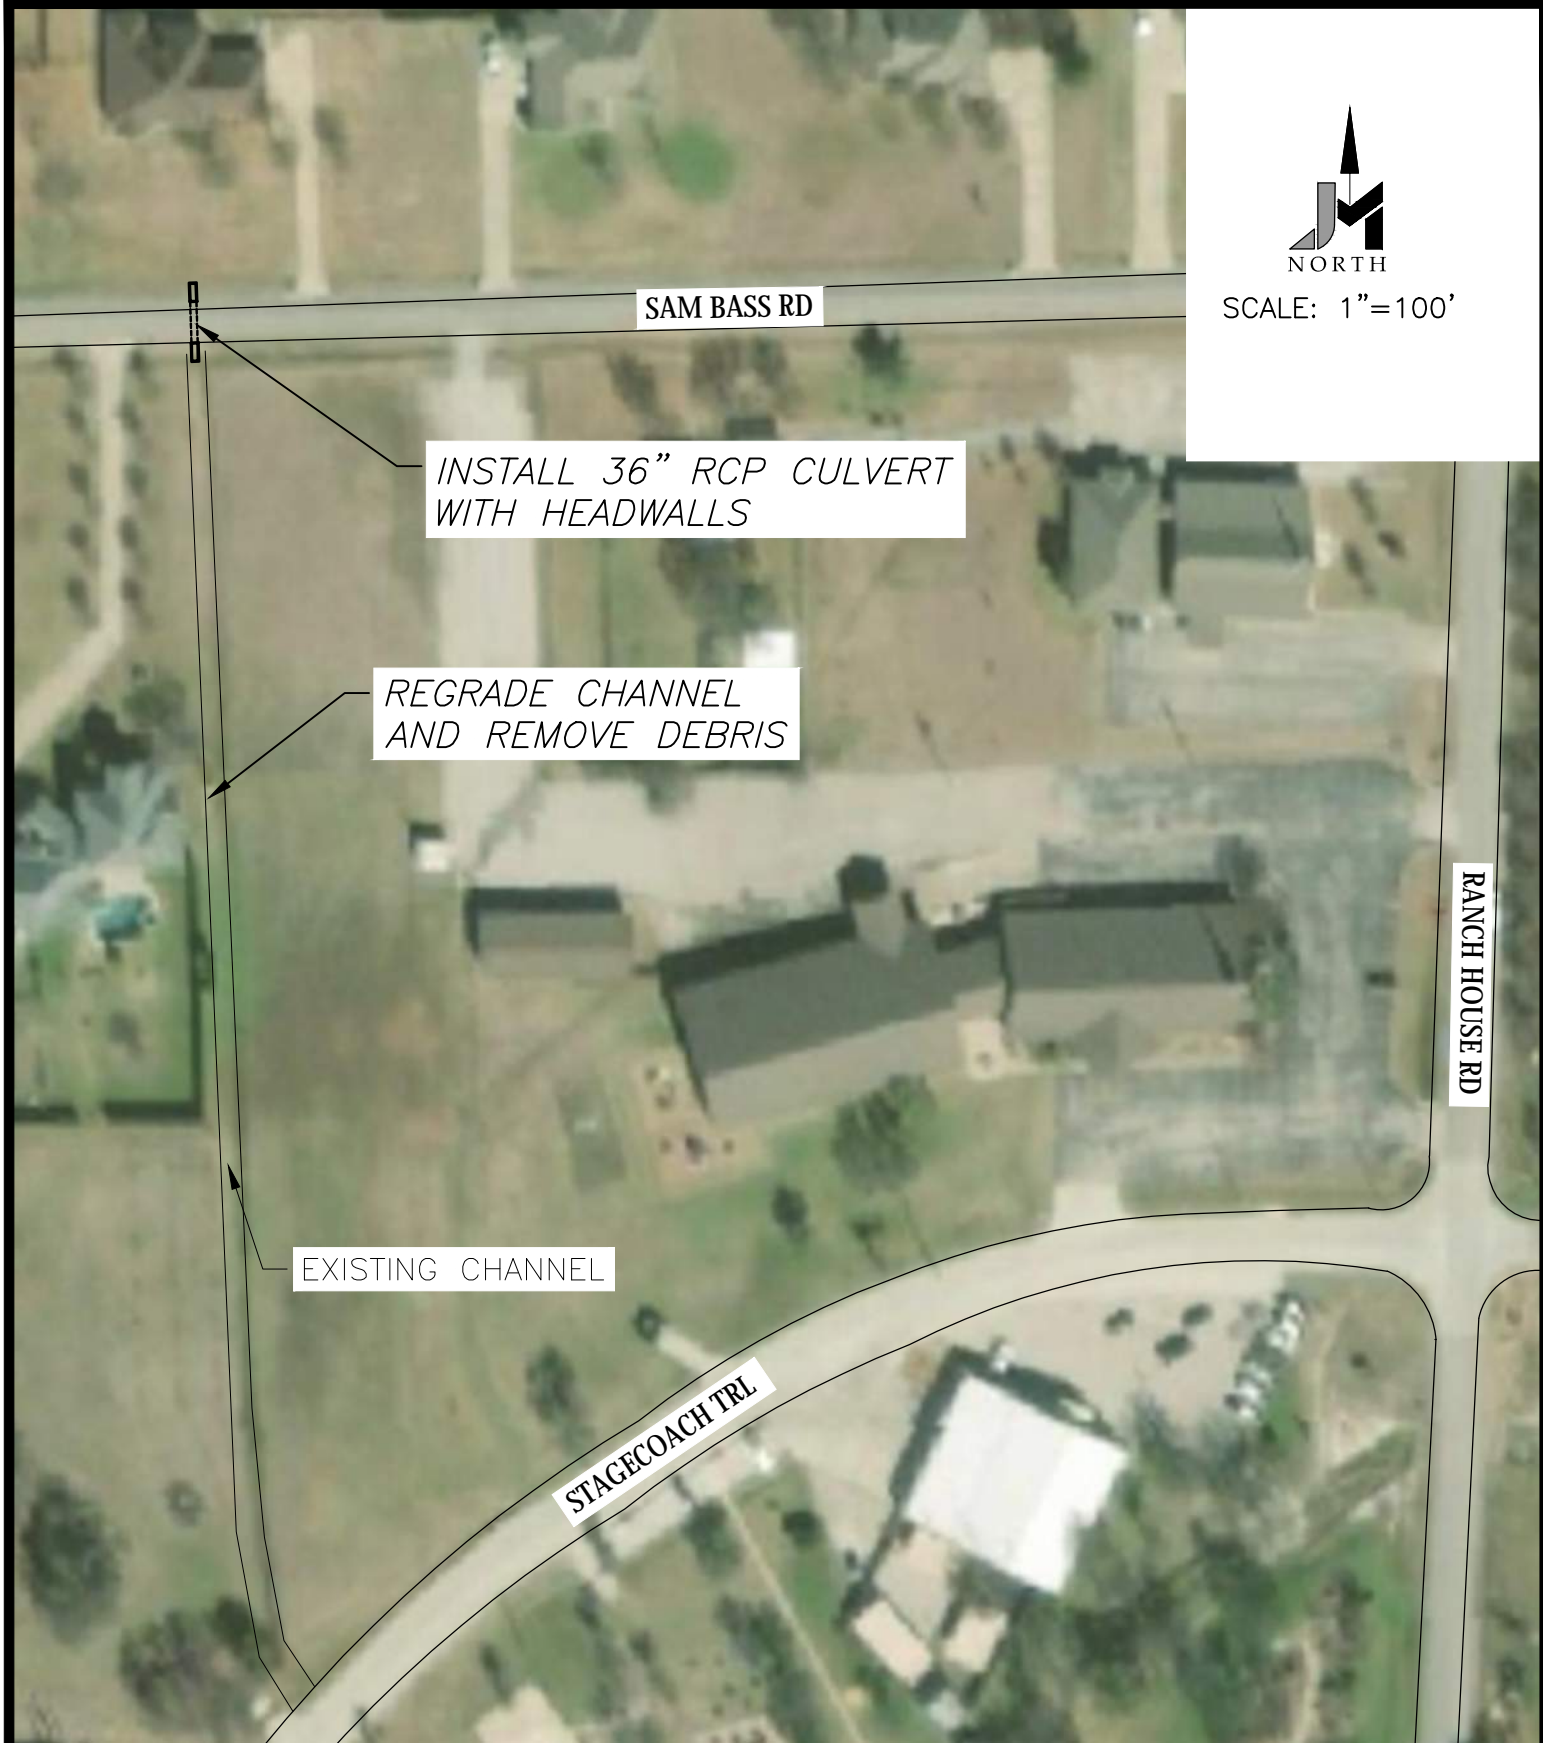 JM
NORTH
SCALE: 1"=100'
SAM BASS RD
INSTALL 36" RCP CULVERT
WITH HEADWALLS
REGRADE CHANNEL
AND REMOVE DEBRIS
RANCH HOUSE RD
EXISTING CHANNEL
STAGECOACH TRL